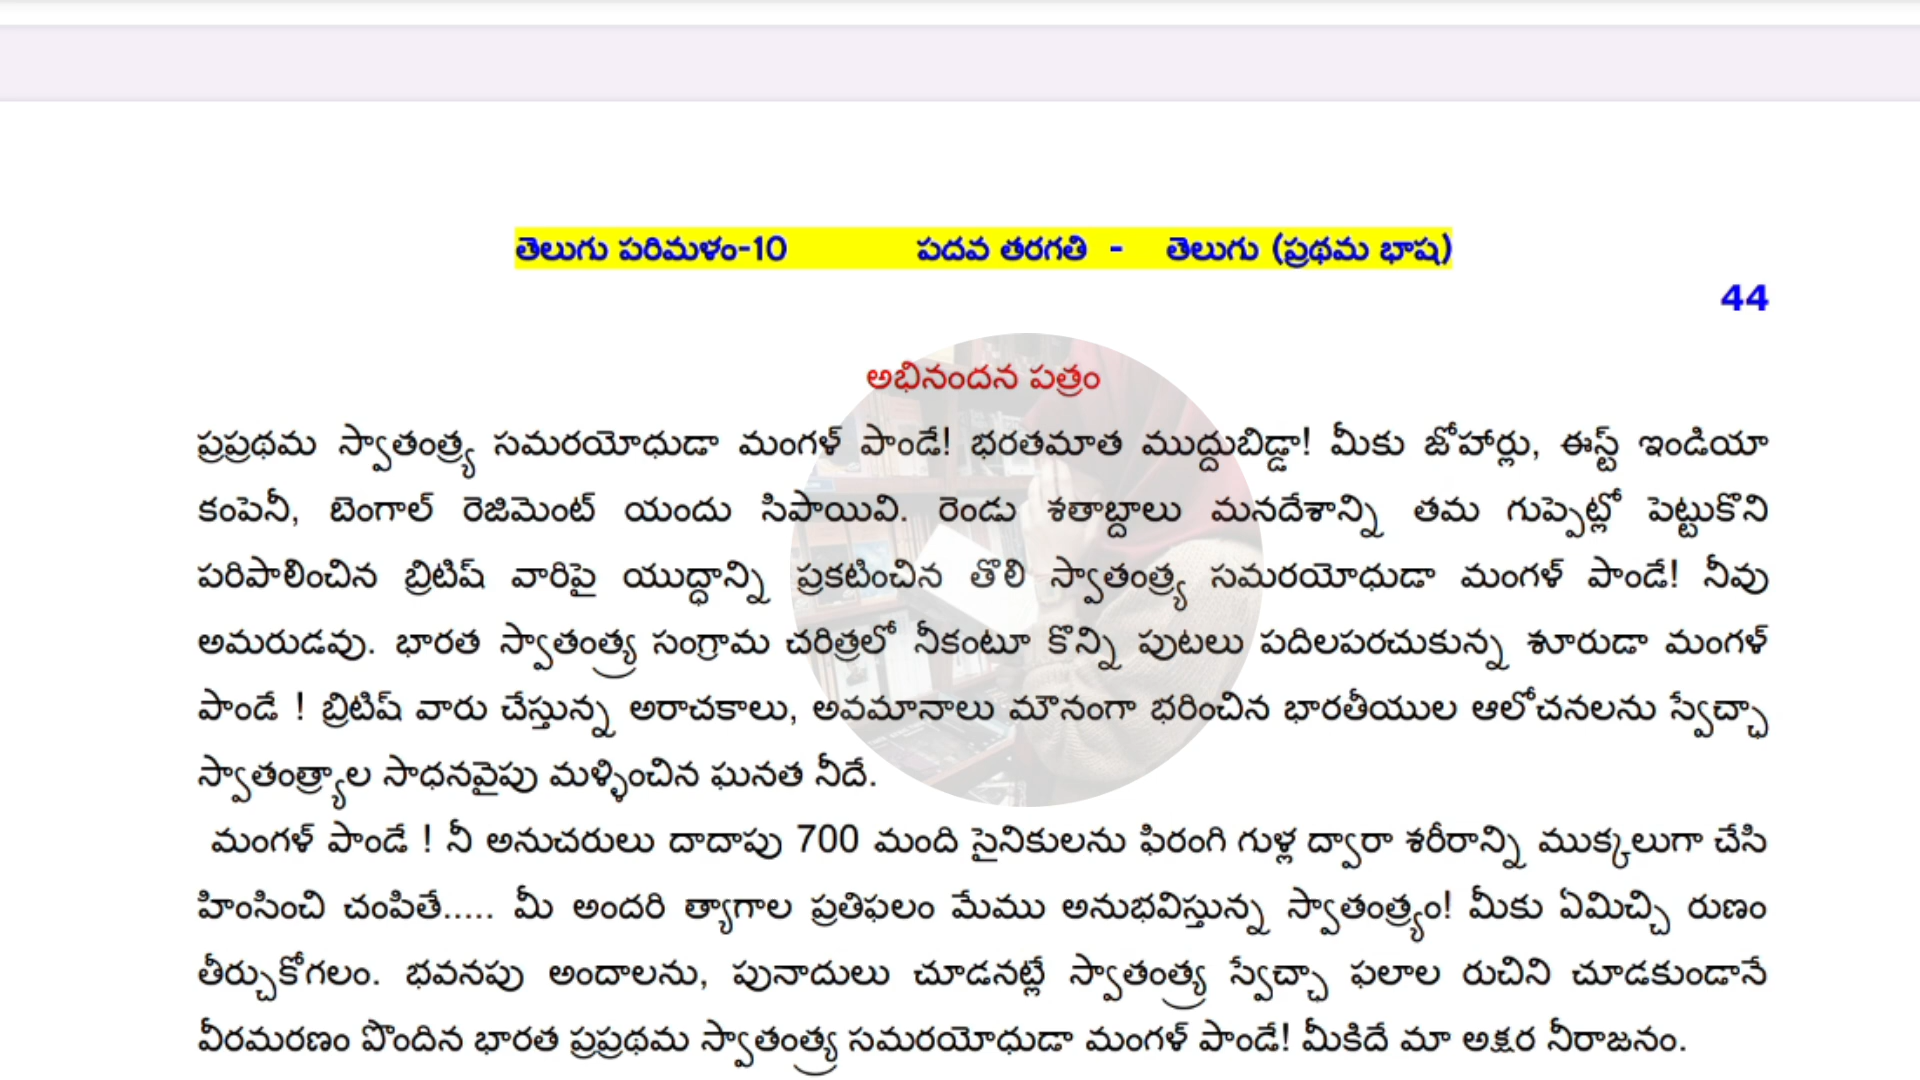 తెలుగు పరిమళం-10 పదవ తరగతి - తెలుగు (ప్రథమ భాష)
44
అభినందన పత్రం
ప్రప్రథమ స్వాతంత్ర్య సమరయోధుడా మంగళ్ పాండే! భరతమాత ముద్దుబిడ్డా! మీకు జోహార్లు, ఈస్ట్ ఇండియా
కంపెనీ, బెంగాల్ రెజిమెంట్ యందు సిపాయివి. రెండు శతాబ్దాలు మనదేశాన్ని తమ గుప్పెట్లో పెట్టుకొని
పరిపాలించిన బ్రిటిష్ వారిపై యుద్ధాన్ని ప్రకటించిన తొలి స్వాతంత్ర్య సమరయోధుడా మంగళ్ పాండే! నీవు
అమరుడవు. భారత స్వాతంత్ర్య సంగ్రామ చరిత్రలో నీకంటూ కొన్ని పుటలు పదిలపరచుకున్న శూరుడా మంగళ్
పాండే ! బ్రిటిష్ వారు చేస్తున్న అరాచకాలు, అవమానాలు మౌనంగా భరించిన భారతీయుల ఆలోచనలను స్వేచ్ఛా
స్వాతంత్ర్యాల సాధనవైపు మళ్ళించిన ఘనత నీదే.
మంగళ్ పాండే ! నీ అనుచరులు దాదాపు 700 మంది సైనికులను ఫిరంగి గుళ్ల ద్వారా శరీరాన్ని ముక్కలుగా చేసి
హింసించి చంపితే..... మీ అందరి త్యాగాల ప్రతిఫలం మేము అనుభవిస్తున్న స్వాతంత్ర్యం! మీకు ఏమిచ్చి రుణం
తీర్చుకోగలం. భవనపు అందాలను, పునాదులు చూడనట్లే స్వాతంత్ర్య స్వేచ్ఛా ఫలాల రుచిని చూడకుండానే
వీరమరణం పొందిన భారత ప్రప్రథమ స్వాతంత్ర్య సమరయోధుడా మంగళ్ పాండే! మీకిదే మా అక్షర నీరాజనం.